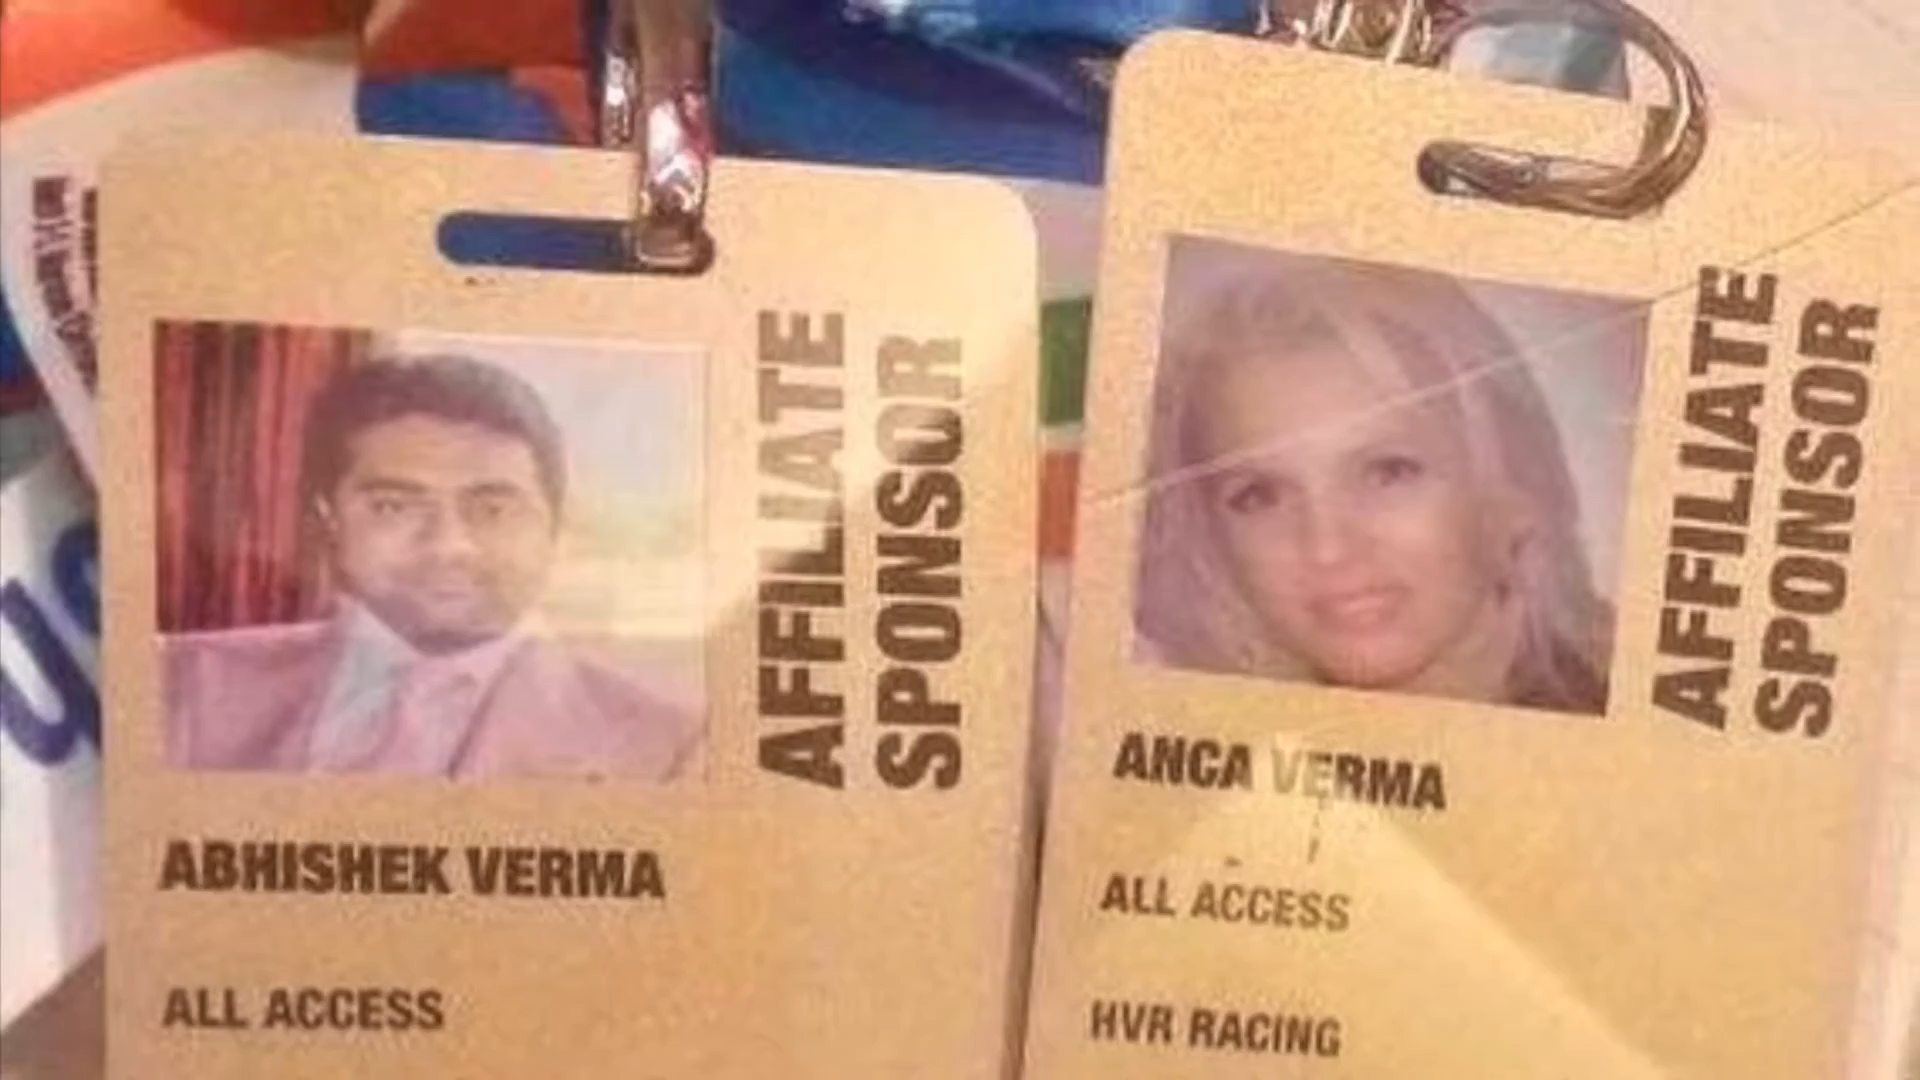 AFFILIATE
SPONSOR
ABHISHEK VERMA
ALL ACCESS
AFFILIATE
SPONSOR
ANCA VERMA
ALL ACCESS
HVR RACING